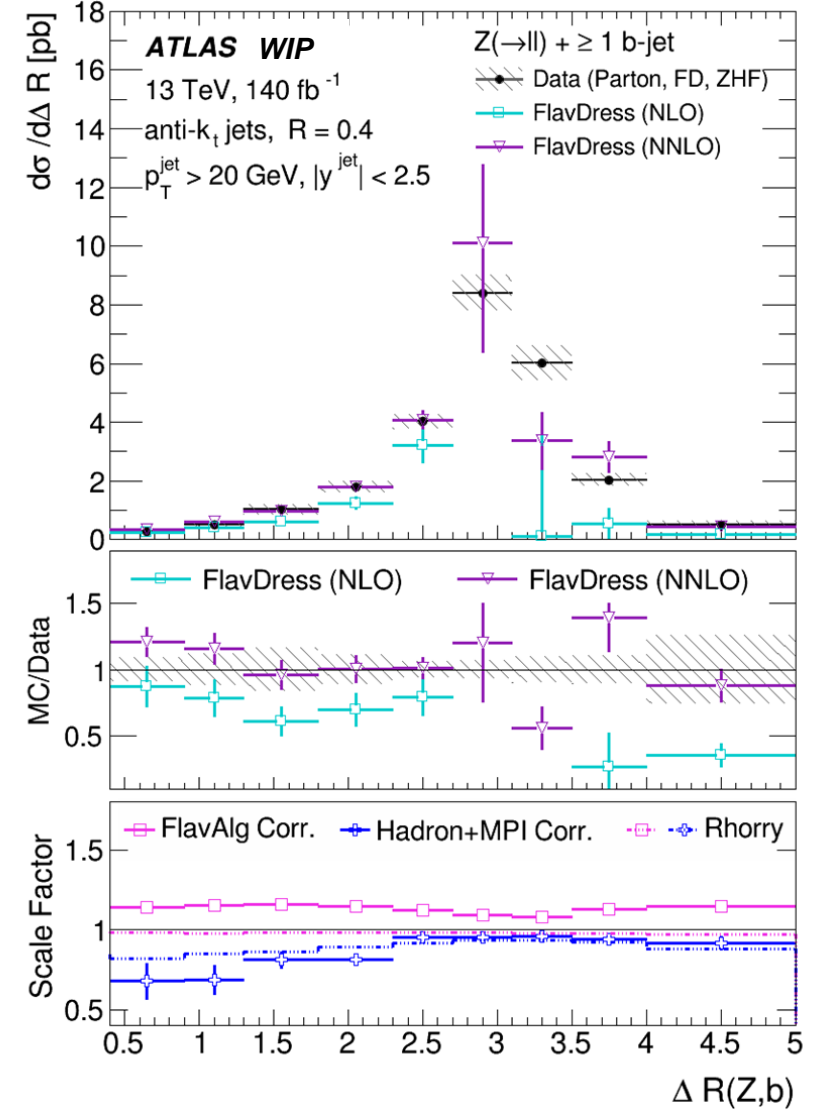 ATLAS WIP
13 TeV, 140 fb⁻¹
anti-kₜ jets, R = 0.4
p_T^jet > 20 GeV, |y^jet| < 2.5
Z(→ll) + ≥ 1 b-jet
Data (Parton, FD, ZHF)
FlavDress (NLO)
FlavDress (NNLO)
dσ/dΔ R [pb]
18
16
14
12
10
8
6
4
2
0
FlavDress (NLO) FlavDress (NNLO)
MC/Data
1.5
1
0.5
FlavAlg Corr. Hadron+MPI Corr. Rhorry
Scale Factor
1.5
1
0.5
0.5 1 1.5 2 2.5 3 3.5 4 4.5 5
Δ R(Z,b)